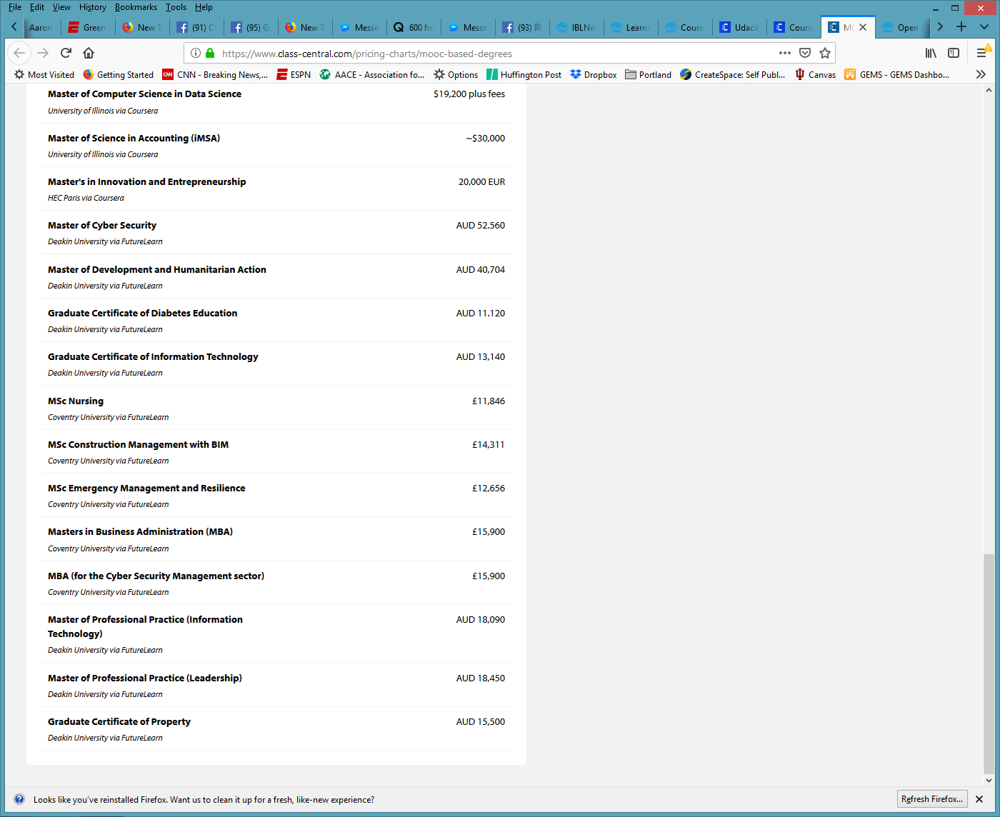 File Edit View History Bookmarks Tools Help
Aaron Green New T (91) C (95) G New T Messe 600 fre Messe (93) IBLNe Learni Cours Udaci Cours MC Open
https://www.class-central.com/pricing-charts/mooc-based-degrees
Most Visited Getting Started CNN - Breaking News,... ESPN AACE - Association fo... Options Huffington Post Dropbox Portland CreateSpace: Self Publ... Canvas GEMS - GEMS Dashbo...
Master of Computer Science in Data Science $19,200 plus fees
University of Illinois via Coursera
Master of Science in Accounting (iMSA) ~$30,000
University of Illinois via Coursera
Master's in Innovation and Entrepreneurship 20,000 EUR
HEC Paris via Coursera
Master of Cyber Security AUD 52.560
Deakin University via FutureLearn
Master of Development and Humanitarian Action AUD 40,704
Deakin University via FutureLearn
Graduate Certificate of Diabetes Education AUD 11.120
Deakin University via FutureLearn
Graduate Certificate of Information Technology AUD 13,140
Deakin University via FutureLearn
MSc Nursing £11,846
Coventry University via FutureLearn
MSc Construction Management with BIM £14,311
Coventry University via FutureLearn
MSc Emergency Management and Resilience £12,656
Coventry University via FutureLearn
Masters in Business Administration (MBA) £15,900
Coventry University via FutureLearn
MBA (for the Cyber Security Management sector) £15,900
Coventry University via FutureLearn
Master of Professional Practice (Information AUD 18,090
Technology)
Deakin University via FutureLearn
Master of Professional Practice (Leadership) AUD 18,450
Deakin University via FutureLearn
Graduate Certificate of Property AUD 15,500
Deakin University via FutureLearn
Looks like you've reinstalled Firefox. Want us to clean it up for a fresh, like-new experience? Refresh Firefox...